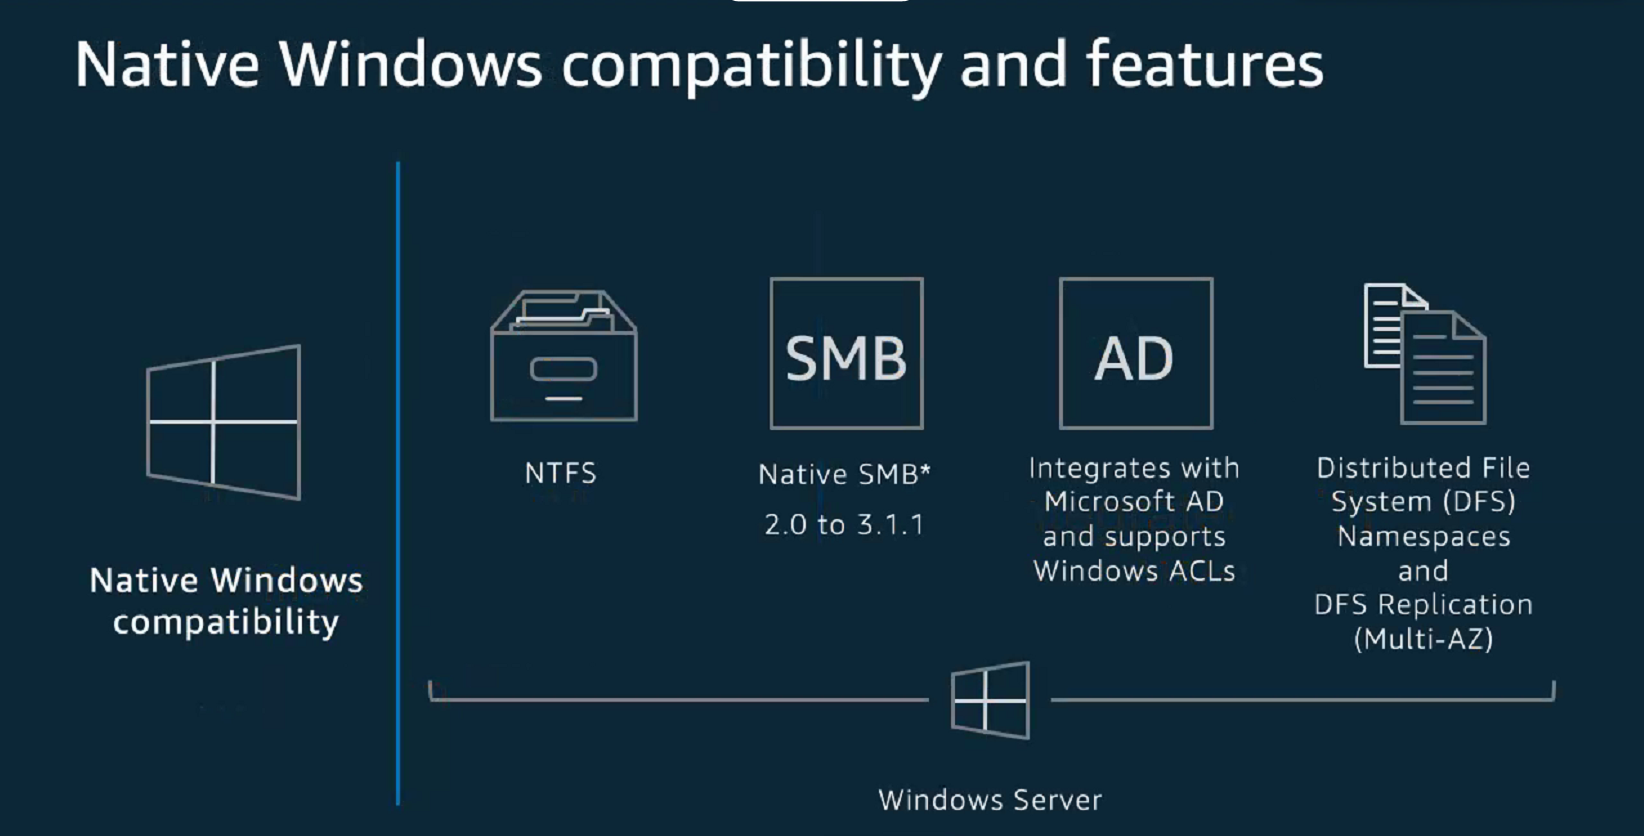 Native Windows compatibility and features
Native Windows
compatibility
NTFS
SMB
Native SMB*
2.0 to 3.1.1
AD
Integrates with
Microsoft AD
and supports
Windows ACLs
Distributed File
System (DFS)
Namespaces
and
DFS Replication
(Multi-AZ)
Windows Server